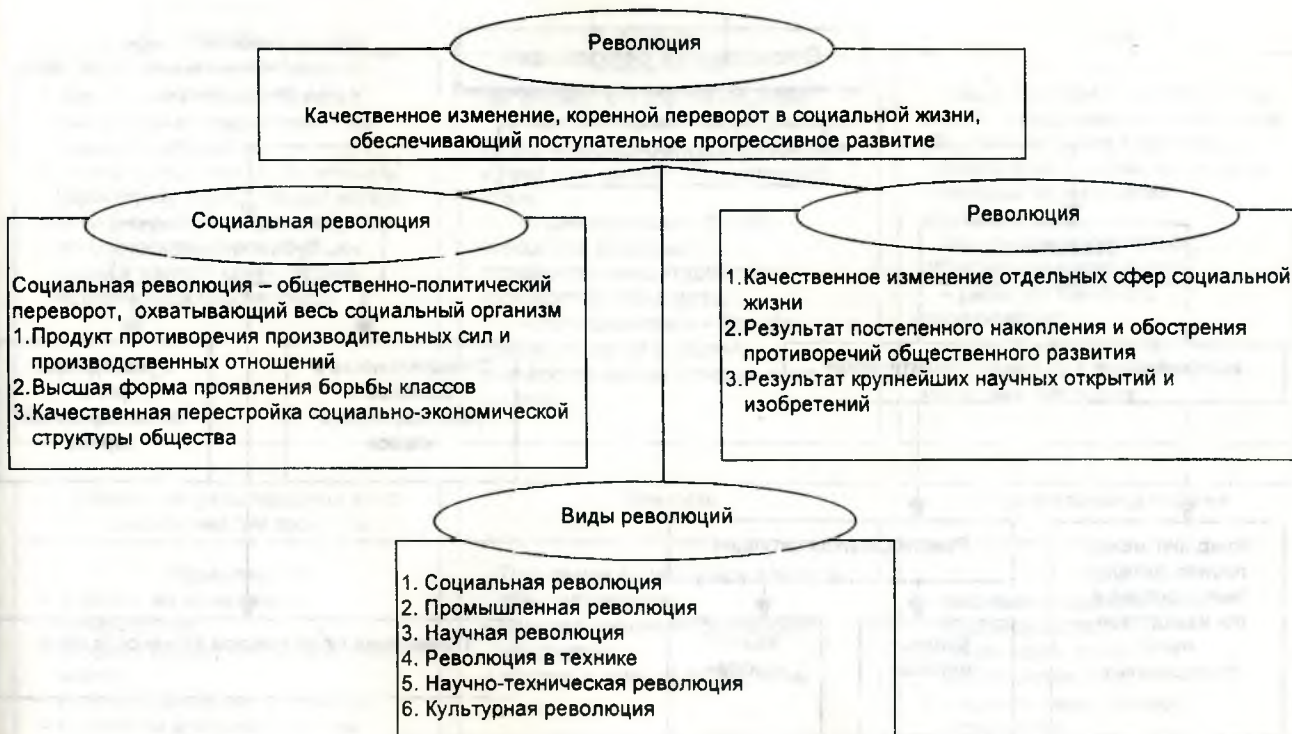 Революция
Качественное изменение, коренной переворот в социальной жизни,
обеспечивающий поступательное прогрессивное развитие
Социальная революция
Социальная революция – общественно-политический
переворот, охватывающий весь социальный организм
1.Продукт противоречия производительных сил и
производственных отношений
2.Высшая форма проявления борьбы классов
3.Качественная перестройка социально-экономической
структуры общества
Революция
1.Качественное изменение отдельных сфер социальной
жизни
2.Результат постепенного накопления и обострения
противоречий общественного развития
3.Результат крупнейших научных открытий и
изобретений
Виды революций
1. Социальная революция
2. Промышленная революция
3. Научная революция
4. Революция в технике
5. Научно-техническая революция
6. Культурная революция